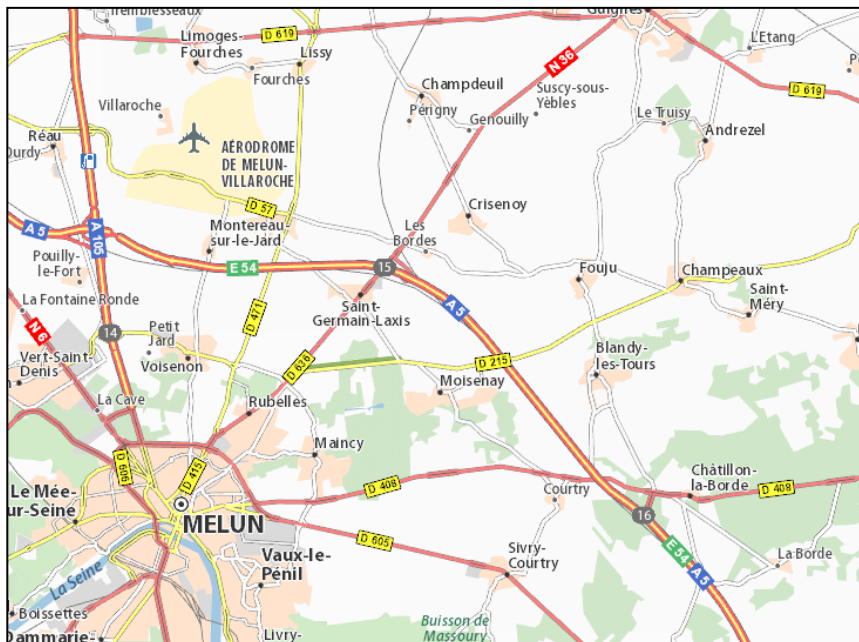 Tremblesseaux
Limoges-
Fourches
D 619
Lissy
Fourches
Guignes
L'Etang
N 36
D 619
Villaroche
Champdeuil
Périgny
Genouilly
Suscy-sous-
Yèbles
Le Truisy
Andrezel
Réau
Ourdy
AÉRODROME
DE MELUN-
VILLAROCHE
D 57
Crisenoy
A 5
A 105
Montereau-
sur-le-Jard
Les
Bordes
Pouilly-
le-Fort
E 54
15
Fouju
Champeaux
Saint-
Méry
La Fontaine Ronde
Saint-
Germain-Laxis
A 5
N 6
14
Petit
Jard
D 471
Vert-Saint-
Denis
Voisenon
D 636
D 215
Blandy-
les-Tours
Moisenay
La Cave
Rubelles
Maincy
D 606
D 415
D 408
Châtillon-
la-Borde
D 408
Le Mée-
sur-Seine
Courtry
MELUN
16
D 605
E 54
A 5
Vaux-le-
Pénil
Sivry-
Courtry
La Borde
La Seine
Boissettes
Dammarie-
Livry-
Buisson de
Massoury